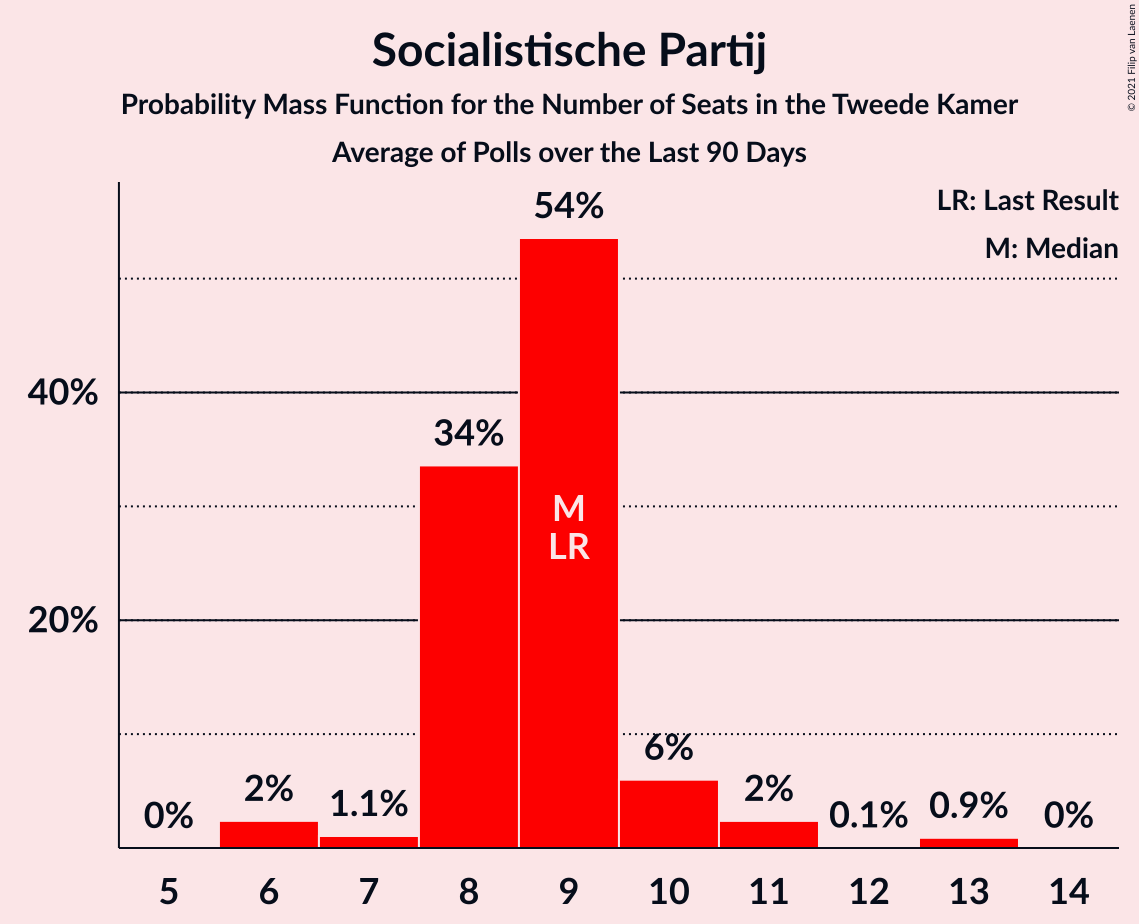 Socialistische Partij
Probability Mass Function for the Number of Seats in the Tweede Kamer
Average of Polls over the Last 90 Days
© 2021 Filip van Laenen
LR: Last Result
M: Median
54%
40%
34%
M
LR
20%
6%
2%
2%
1.1%
0.9%
0%
0.1%
0%
5 6 7 8 9 10 11 12 13 14